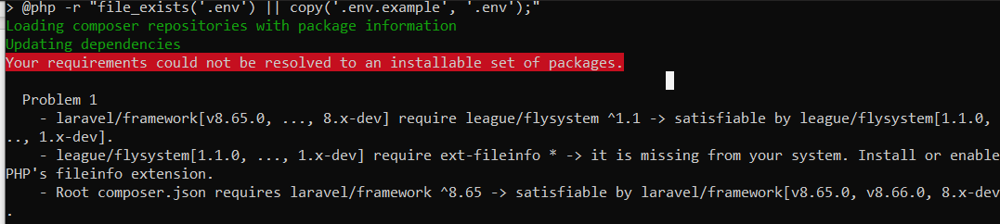 > @php -r "file_exists('.env') || copy('.env.example', '.env');"
Loading composer repositories with package information
Updating dependencies
Your requirements could not be resolved to an installable set of packages.
Problem 1
- laravel/framework[v8.65.0, ..., 8.x-dev] require league/flysystem ^1.1 -> satisfiable by league/flysystem[1.1.0,
.., 1.x-dev].
- league/flysystem[1.1.0, ..., 1.x-dev] require ext-fileinfo * -> it is missing from your system. Install or enable
PHP's fileinfo extension.
- Root composer.json requires laravel/framework ^8.65 -> satisfiable by laravel/framework[v8.65.0, v8.66.0, 8.x-dev
.